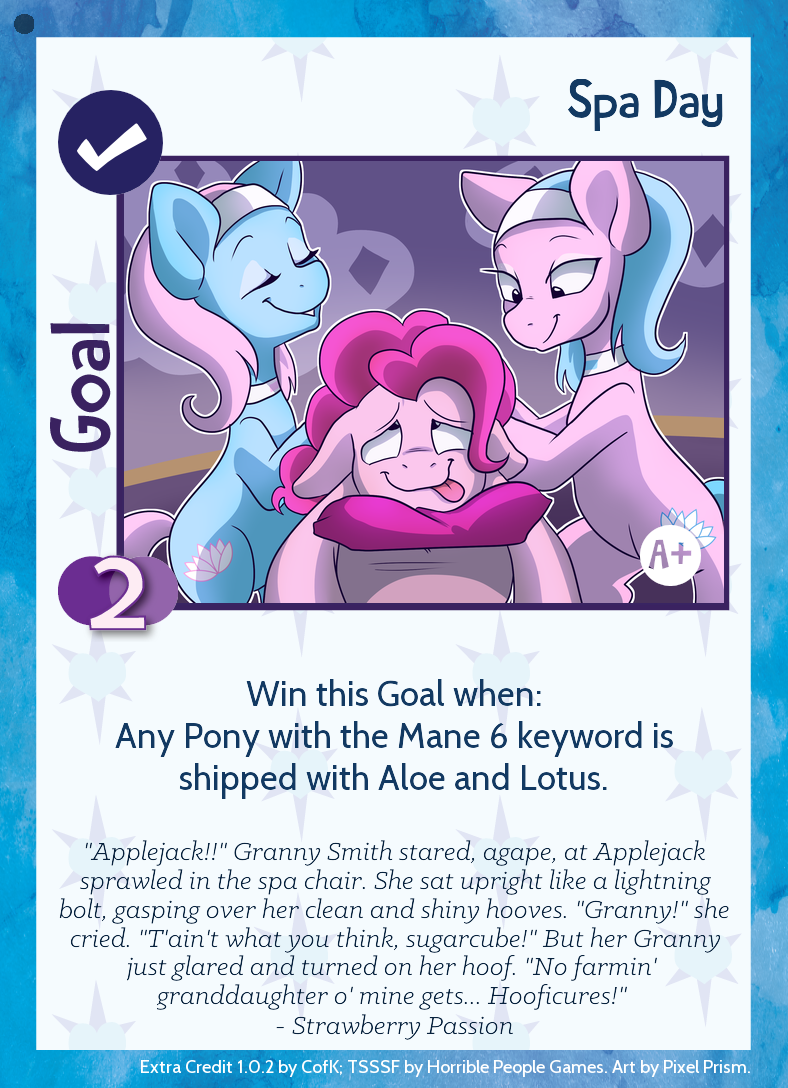 Spa Day
Goal
A+
2
Win this Goal when:
Any Pony with the Mane 6 keyword is
shipped with Aloe and Lotus.
"Applejack!!" Granny Smith stared, agape, at Applejack
sprawled in the spa chair. She sat upright like a lightning
bolt, gasping over her clean and shiny hooves. "Granny!" she
cried. "T'ain't what you think, sugarcube!" But her Granny
just glared and turned on her hoof. "No farmin'
granddaughter o' mine gets... Hooficures!"
- Strawberry Passion
Extra Credit 1.0.2 by CofK; TSSSF by Horrible People Games. Art by Pixel Prism.